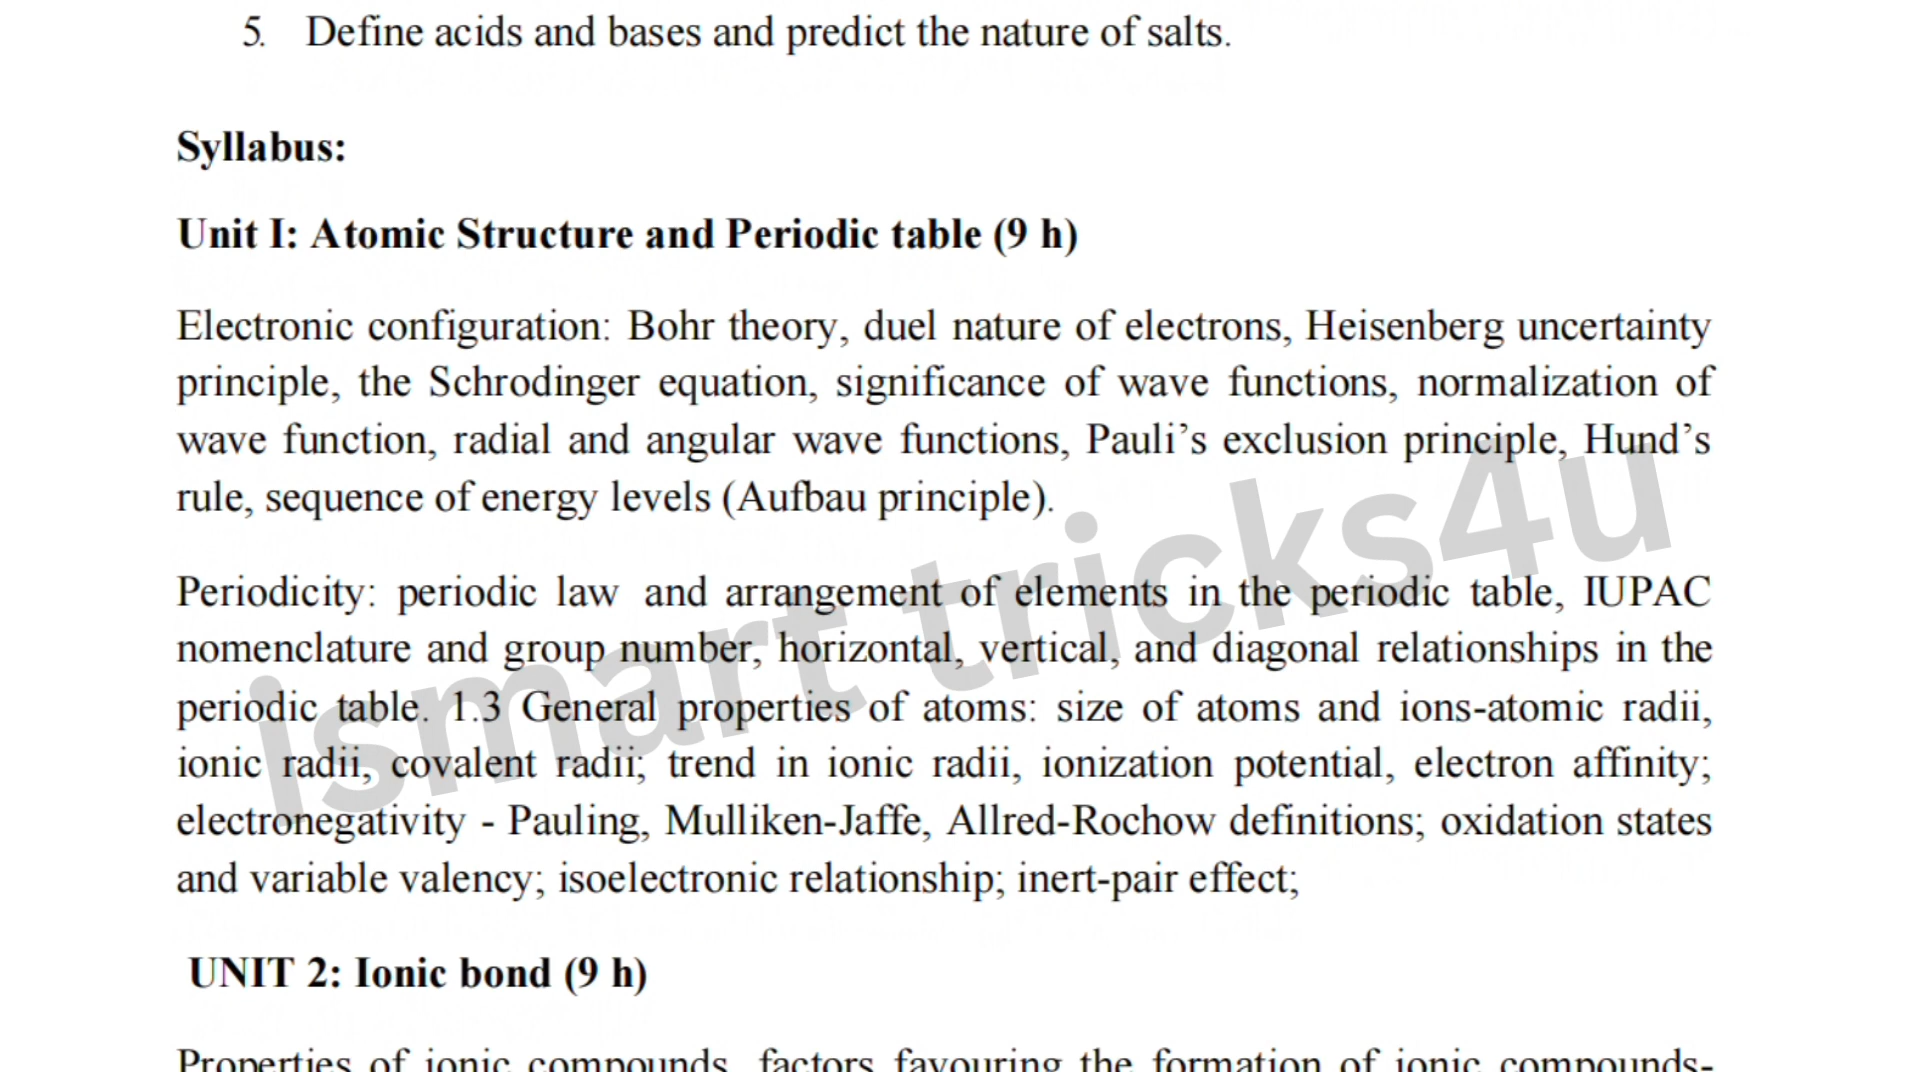 5. Define acids and bases and predict the nature of salts.
Syllabus:
Unit I: Atomic Structure and Periodic table (9 h)
Electronic configuration: Bohr theory, duel nature of electrons, Heisenberg uncertainty
principle, the Schrodinger equation, significance of wave functions, normalization of
wave function, radial and angular wave functions, Pauli’s exclusion principle, Hund’s
rule, sequence of energy levels (Aufbau principle).
Periodicity: periodic law and arrangement of elements in the periodic table, IUPAC
nomenclature and group number, horizontal, vertical, and diagonal relationships in the
periodic table. 1.3 General properties of atoms: size of atoms and ions-atomic radii,
ionic radii, covalent radii; trend in ionic radii, ionization potential, electron affinity;
electronegativity - Pauling, Mulliken-Jaffe, Allred-Rochow definitions; oxidation states
and variable valency; isoelectronic relationship; inert-pair effect;
UNIT 2: Ionic bond (9 h)
Properties of ionic compounds, factors favouring the formation of ionic compounds-
ismart tricks4u